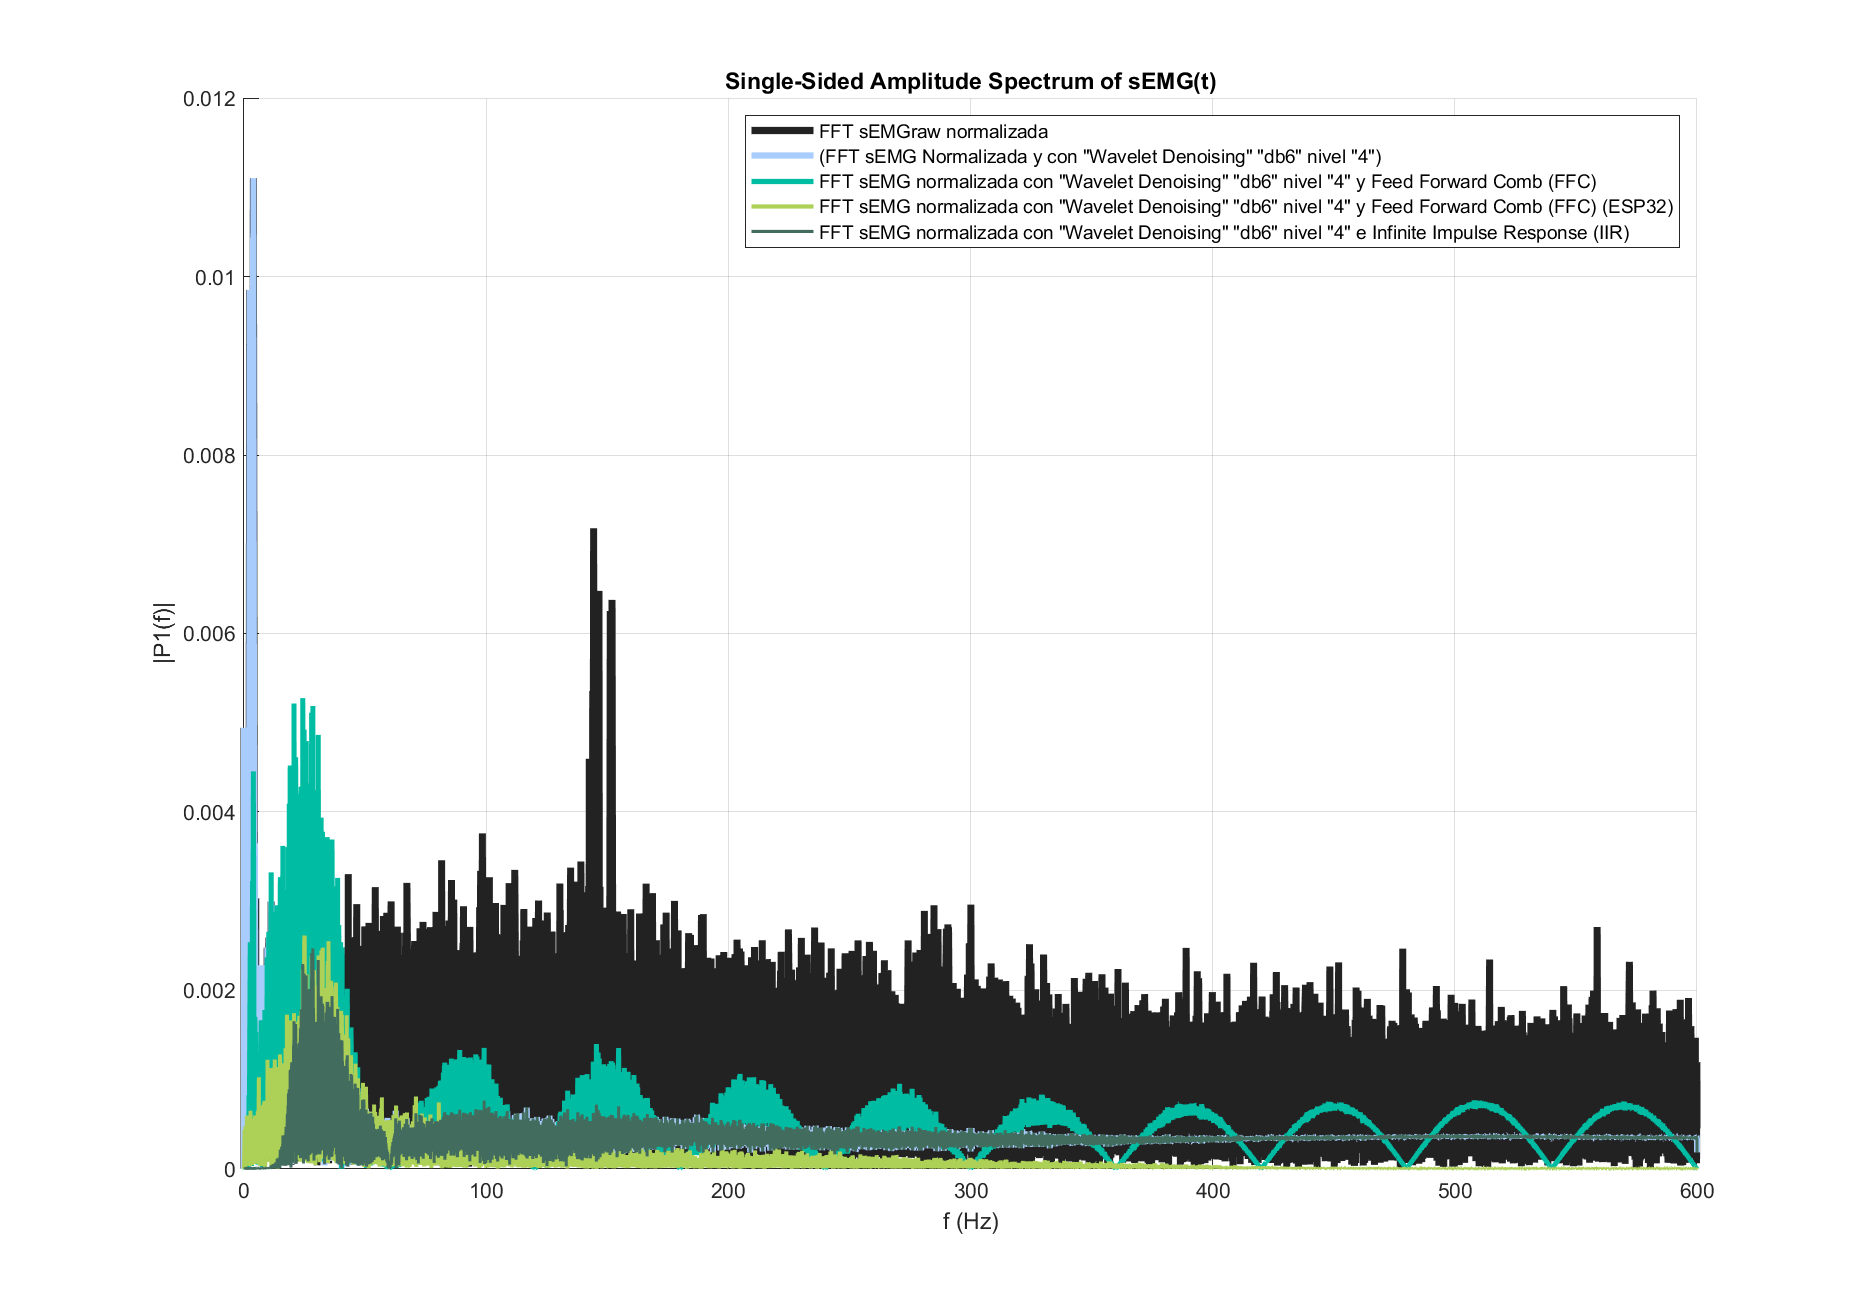 Single-Sided Amplitude Spectrum of sEMG(t)
FFT sEMGraw normalizada
(FFT sEMG Normalizada y con "Wavelet Denoising" "db6" nivel "4")
FFT sEMG normalizada con "Wavelet Denoising" "db6" nivel "4" y Feed Forward Comb (FFC)
FFT sEMG normalizada con "Wavelet Denoising" "db6" nivel "4" y Feed Forward Comb (FFC) (ESP32)
FFT sEMG normalizada con "Wavelet Denoising" "db6" nivel "4" e Infinite Impulse Response (IIR)
0.012
0.01
0.008
0.006
0.004
0.002
0
|P1(f)|
0 100 200 300 400 500 600
f (Hz)